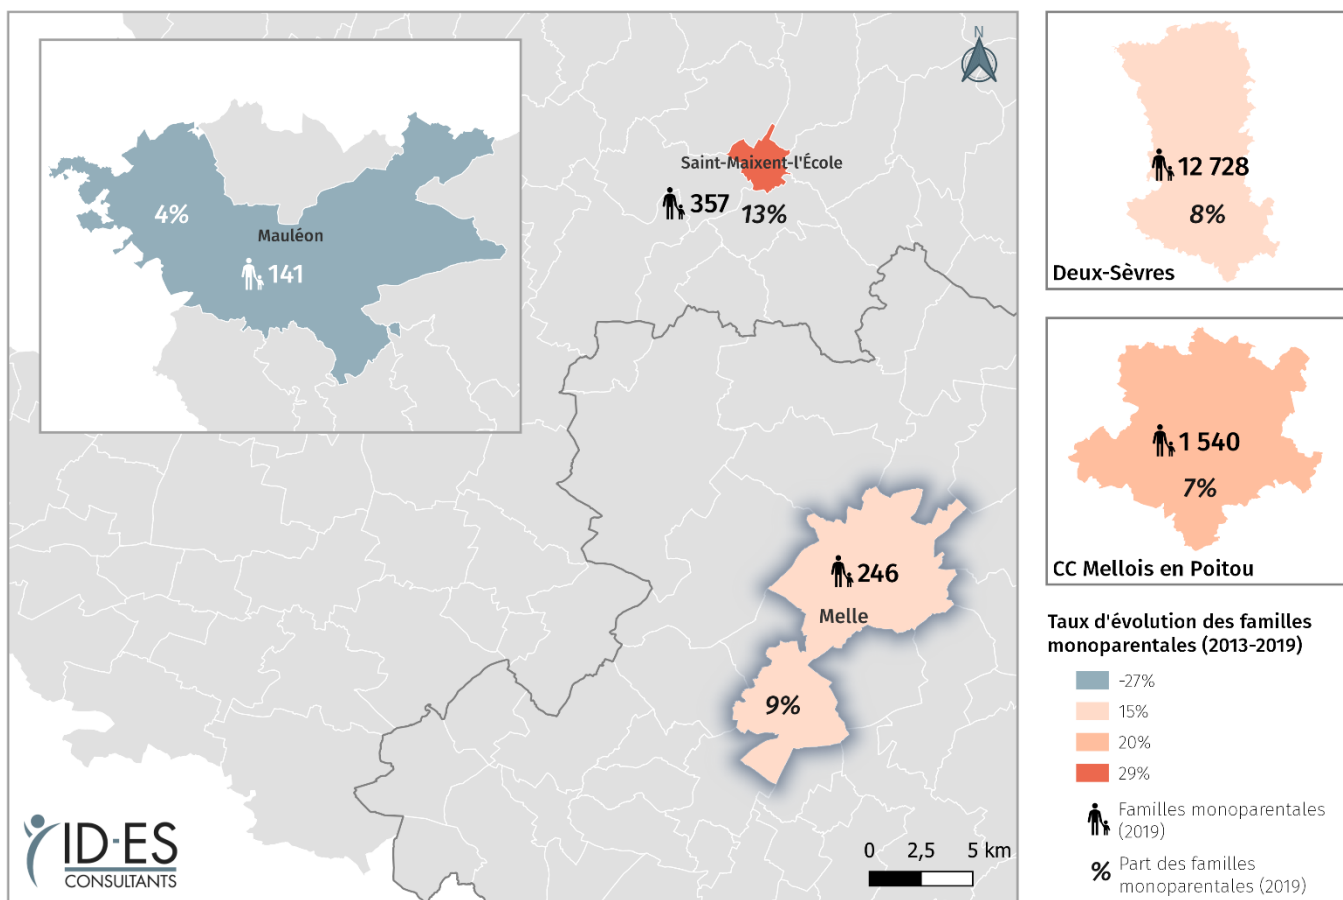 N
Saint-Maixent-l'École
357
13%
4%
Mauléon
141
246
Melle
9%
0 2,5 5 km
ID-ES
CONSULTANTS
12 728
8%
Deux-Sèvres
1 540
7%
CC Mellois en Poitou
Taux d'évolution des familles
monoparentales (2013-2019)
-27%
15%
20%
29%
Familles monoparentales
(2019)
% Part des familles
monoparentales (2019)